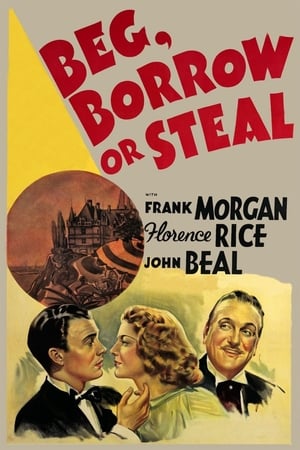 BEG,
BORROW
OR STEAL
WITH
FRANK MORGAN
Florence RICE
JOHN BEAL